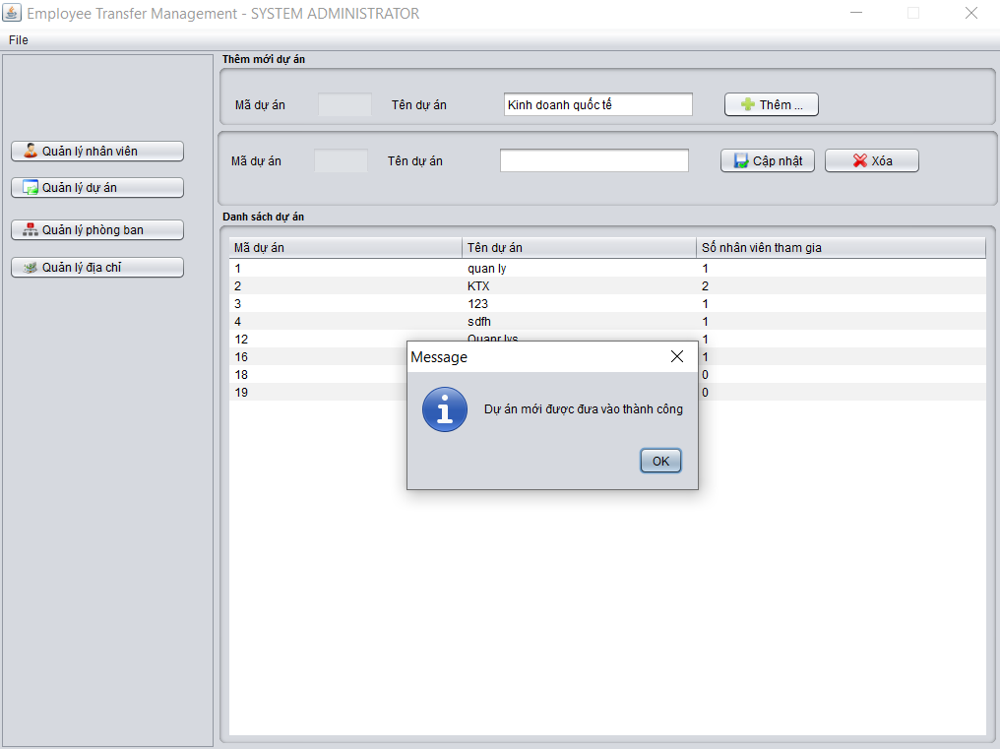 Employee Transfer Management - SYSTEM ADMINISTRATOR
File
Thêm mới dự án
Mã dự án Tên dự án Kinh doanh quốc tế Thêm ...
Mã dự án Tên dự án Cập nhật Xóa
Quản lý nhân viên
Quản lý dự án
Quản lý phòng ban
Quản lý địa chỉ
Danh sách dự án
Mã dự án Tên dự án Số nhân viên tham gia
1 quan ly 1
2 KTX 2
3 123 1
4 sdfh 1
12 Quanr lys 1
16 1
18 0
19 0
Message
Dự án mới được đưa vào thành công
OK